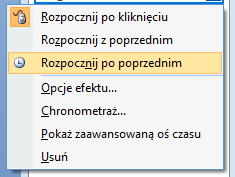 Rozpocznij po kliknięciu
Rozpocznij z poprzednim
Rozpocznij po poprzednim
Opcje efektu...
Chronometraż...
Pokaż zaawansowaną oś czasu
Usuń